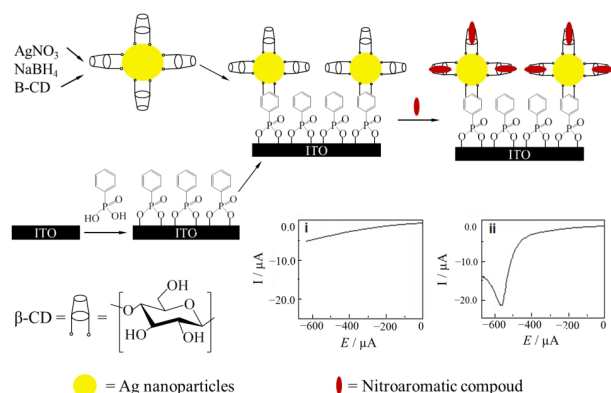 AgNO3
NaBH4
B-CD
P
O
O
O
P
O
O
O
P
O
O
O
P
O
O
O
ITO
P
O
O
O
P
O
O
O
P
O
O
O
P
O
O
O
ITO
P
O
HO
OH
P
O
O
O
P
O
O
O
P
O
O
O
ITO
ITO
i
0.0
-10.0
-20.0
I / μA
-600
-400
-200
0
E / μA
ii
0.0
-10.0
-20.0
I / μA
-600
-400
-200
0
E / μA
β-CD =
=
OH
O
O
HO
OH
= Ag nanoparticles
= Nitroaromatic compoud